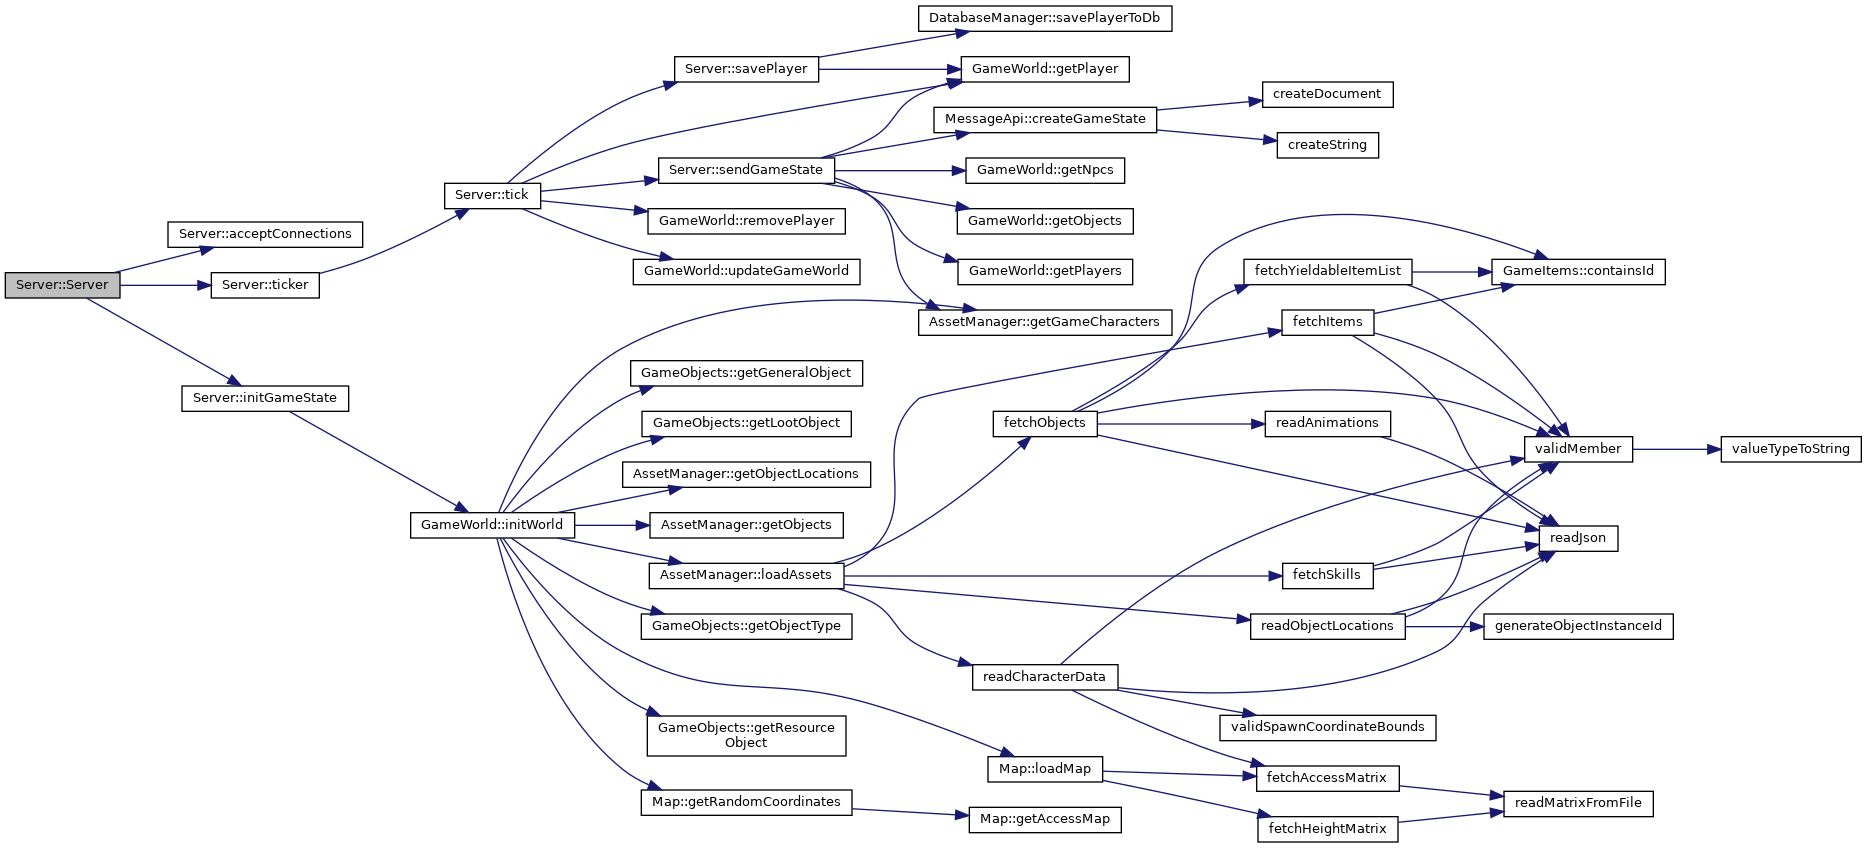 Server::Server
Server::acceptConnections
Server::ticker
Server::initGameState
Server::tick
GameWorld::initWorld
Server::savePlayer
Server::sendGameState
GameWorld::removePlayer
GameWorld::updateGameWorld
GameObjects::getGeneralObject
GameObjects::getLootObject
AssetManager::getObjectLocations
AssetManager::getObjects
AssetManager::loadAssets
GameObjects::getObjectType
GameObjects::getResource
Object
Map::getRandomCoordinates
DatabaseManager::savePlayerToDb
GameWorld::getPlayer
MessageApi::createGameState
GameWorld::getNpcs
GameWorld::getObjects
GameWorld::getPlayers
AssetManager::getGameCharacters
fetchObjects
readCharacterData
Map::loadMap
Map::getAccessMap
createDocument
createString
fetchYieldableItemList
fetchItems
readAnimations
fetchSkills
readObjectLocations
validSpawnCoordinateBounds
fetchAccessMatrix
fetchHeightMatrix
GameItems::containsId
validMember
readJson
generateObjectInstanceId
readMatrixFromFile
valueTypeToString